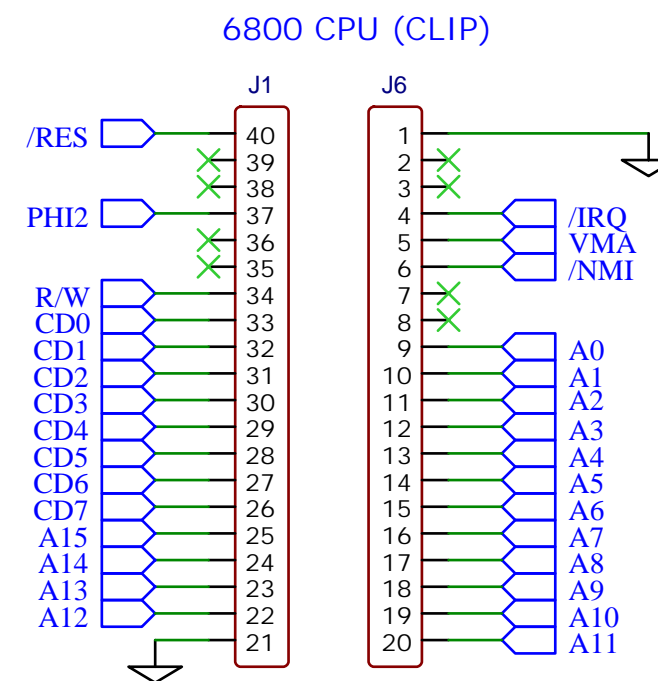 6800 CPU (CLIP)
J1 J6
/RES 40 1
39 2
38 3
PHI2 37 4 /IRQ
36 5 VMA
35 6 /NMI
R/W 34 7
CD0 33 8
CD1 32 9 A0
CD2 31 10 A1
CD3 30 11 A2
CD4 29 12 A3
CD5 28 13 A4
CD6 27 14 A5
CD7 26 15 A6
A15 25 16 A7
A14 24 17 A8
A13 23 18 A9
A12 22 19 A10
21 20 A11